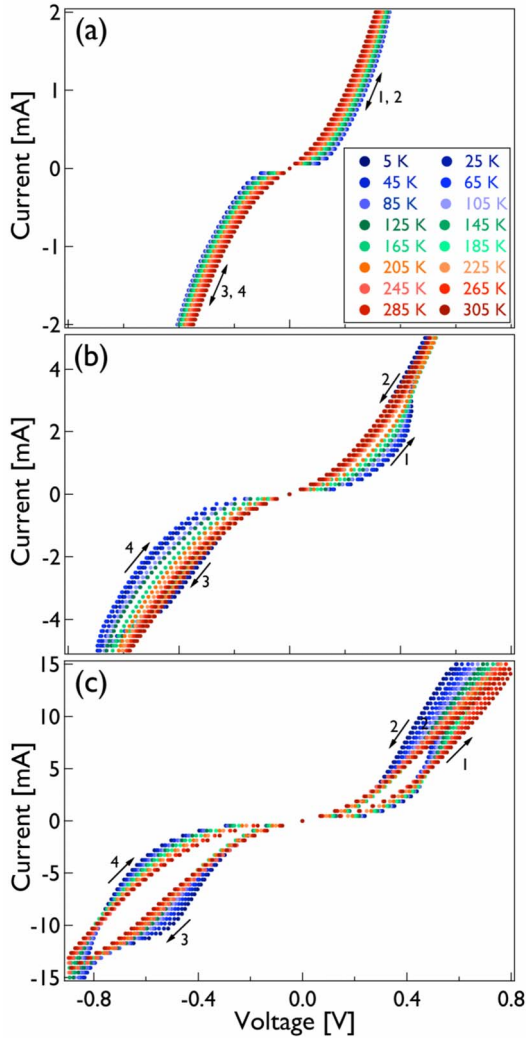 (a)
Current [mA]
2
1
0
-1
-2
1, 2
3, 4
5 K 25 K
45 K 65 K
85 K 105 K
125 K 145 K
165 K 185 K
205 K 225 K
245 K 265 K
285 K 305 K
(b)
Current [mA]
4
2
0
-2
-4
2
1
4
3
(c)
Current [mA]
15
10
5
0
-5
-10
-15
2
2
1
4
3
-0.8 -0.4 0.0 0.4 0.8
Voltage [V]